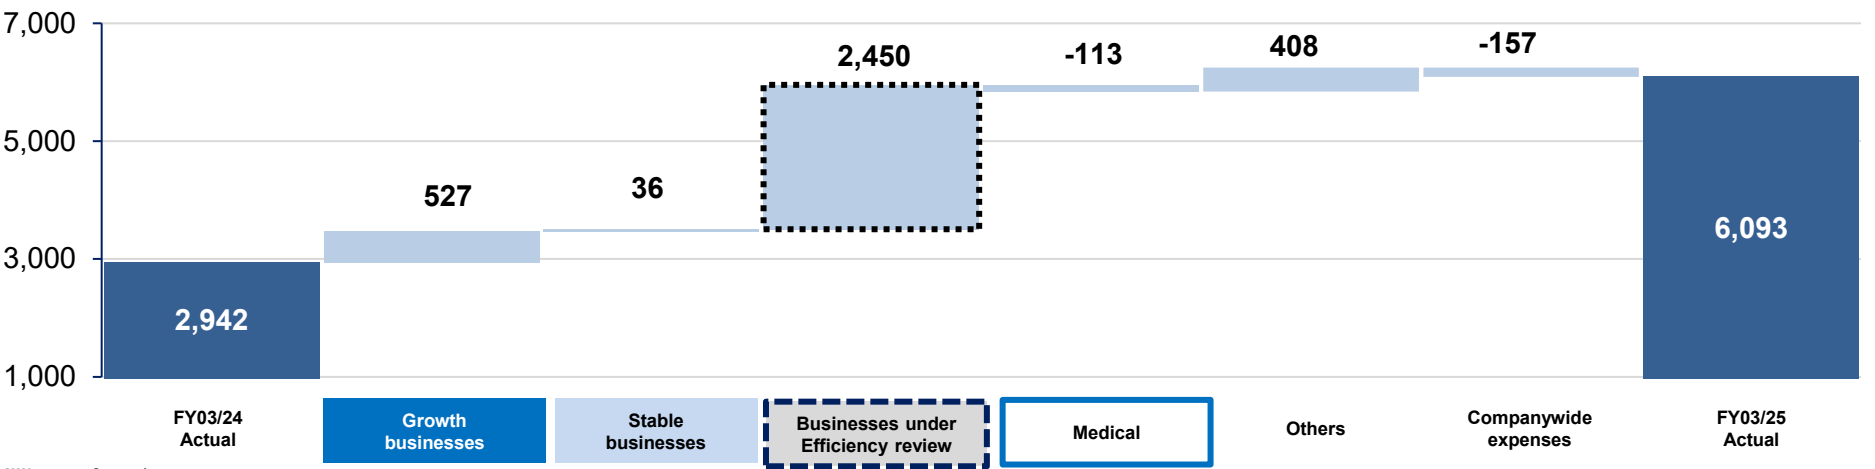 7,000
5,000
3,000
1,000
2,942
527
36
2,450
-113
408
-157
6,093
FY03/24
Actual
Growth
businesses
Stable
businesses
Businesses under
Efficiency review
Medical
Others
Companywide
expenses
FY03/25
Actual